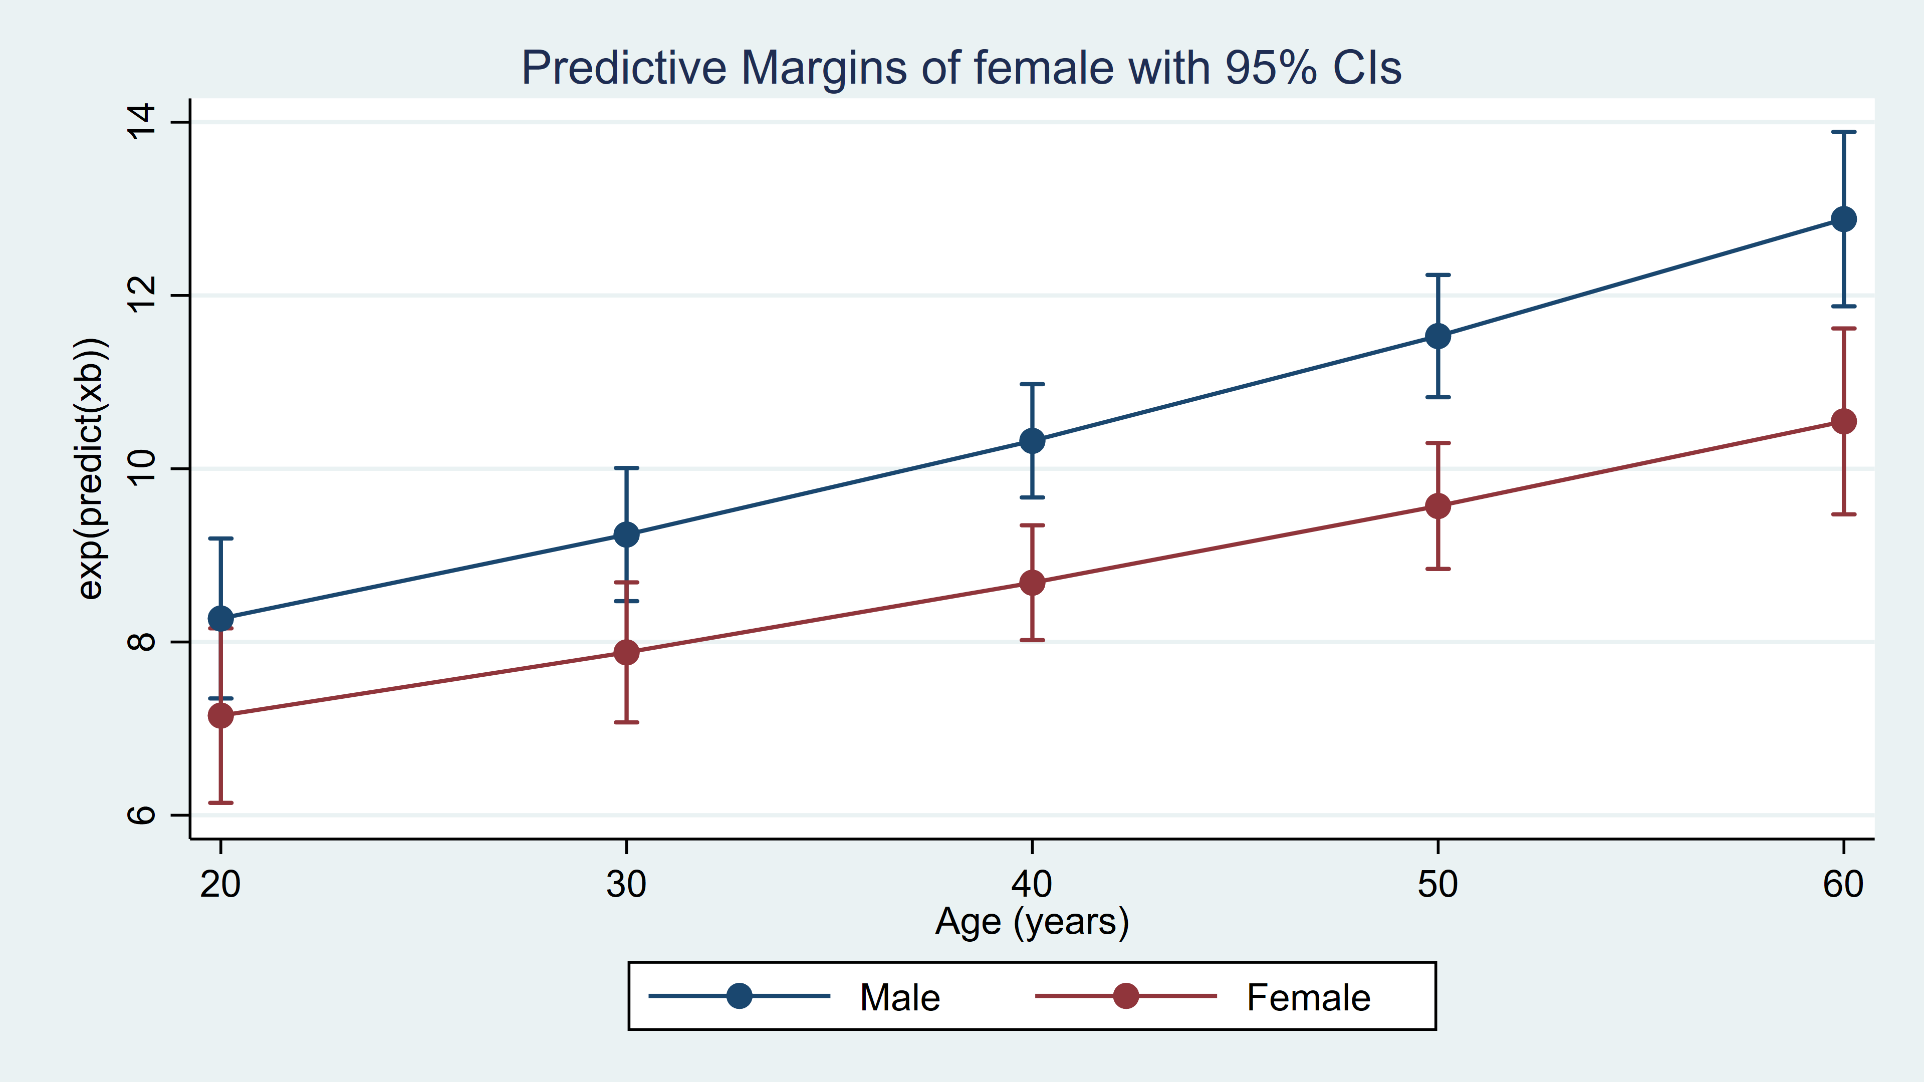 Predictive Margins of female with 95% CIs
exp(predict(xb))
14
12
10
8
6
20 30 40 50 60
Age (years)
Male Female